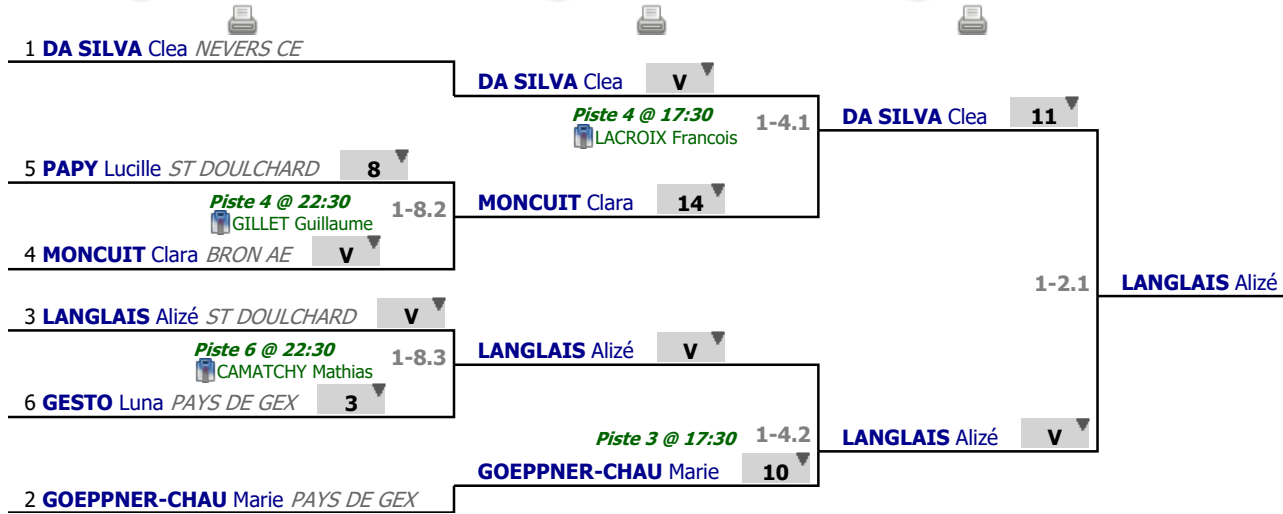 1 DA SILVA Clea NEVERS CE
DA SILVA Clea V
Piste 4 @ 17:30
LACROIX Francois
1-4.1
DA SILVA Clea 11
5 PAPY Lucille ST DOULCHARD 8
Piste 4 @ 22:30
GILLET Guillaume
1-8.2
MONCUIT Clara 14
4 MONCUIT Clara BRON AE V
1-2.1
LANGLAIS Alizé
3 LANGLAIS Alizé ST DOULCHARD V
Piste 6 @ 22:30
CAMATCHY Mathias
1-8.3
LANGLAIS Alizé V
6 GESTO Luna PAYS DE GEX 3
Piste 3 @ 17:30
1-4.2
LANGLAIS Alizé V
GOEPPNER-CHAU Marie 10
2 GOEPPNER-CHAU Marie PAYS DE GEX